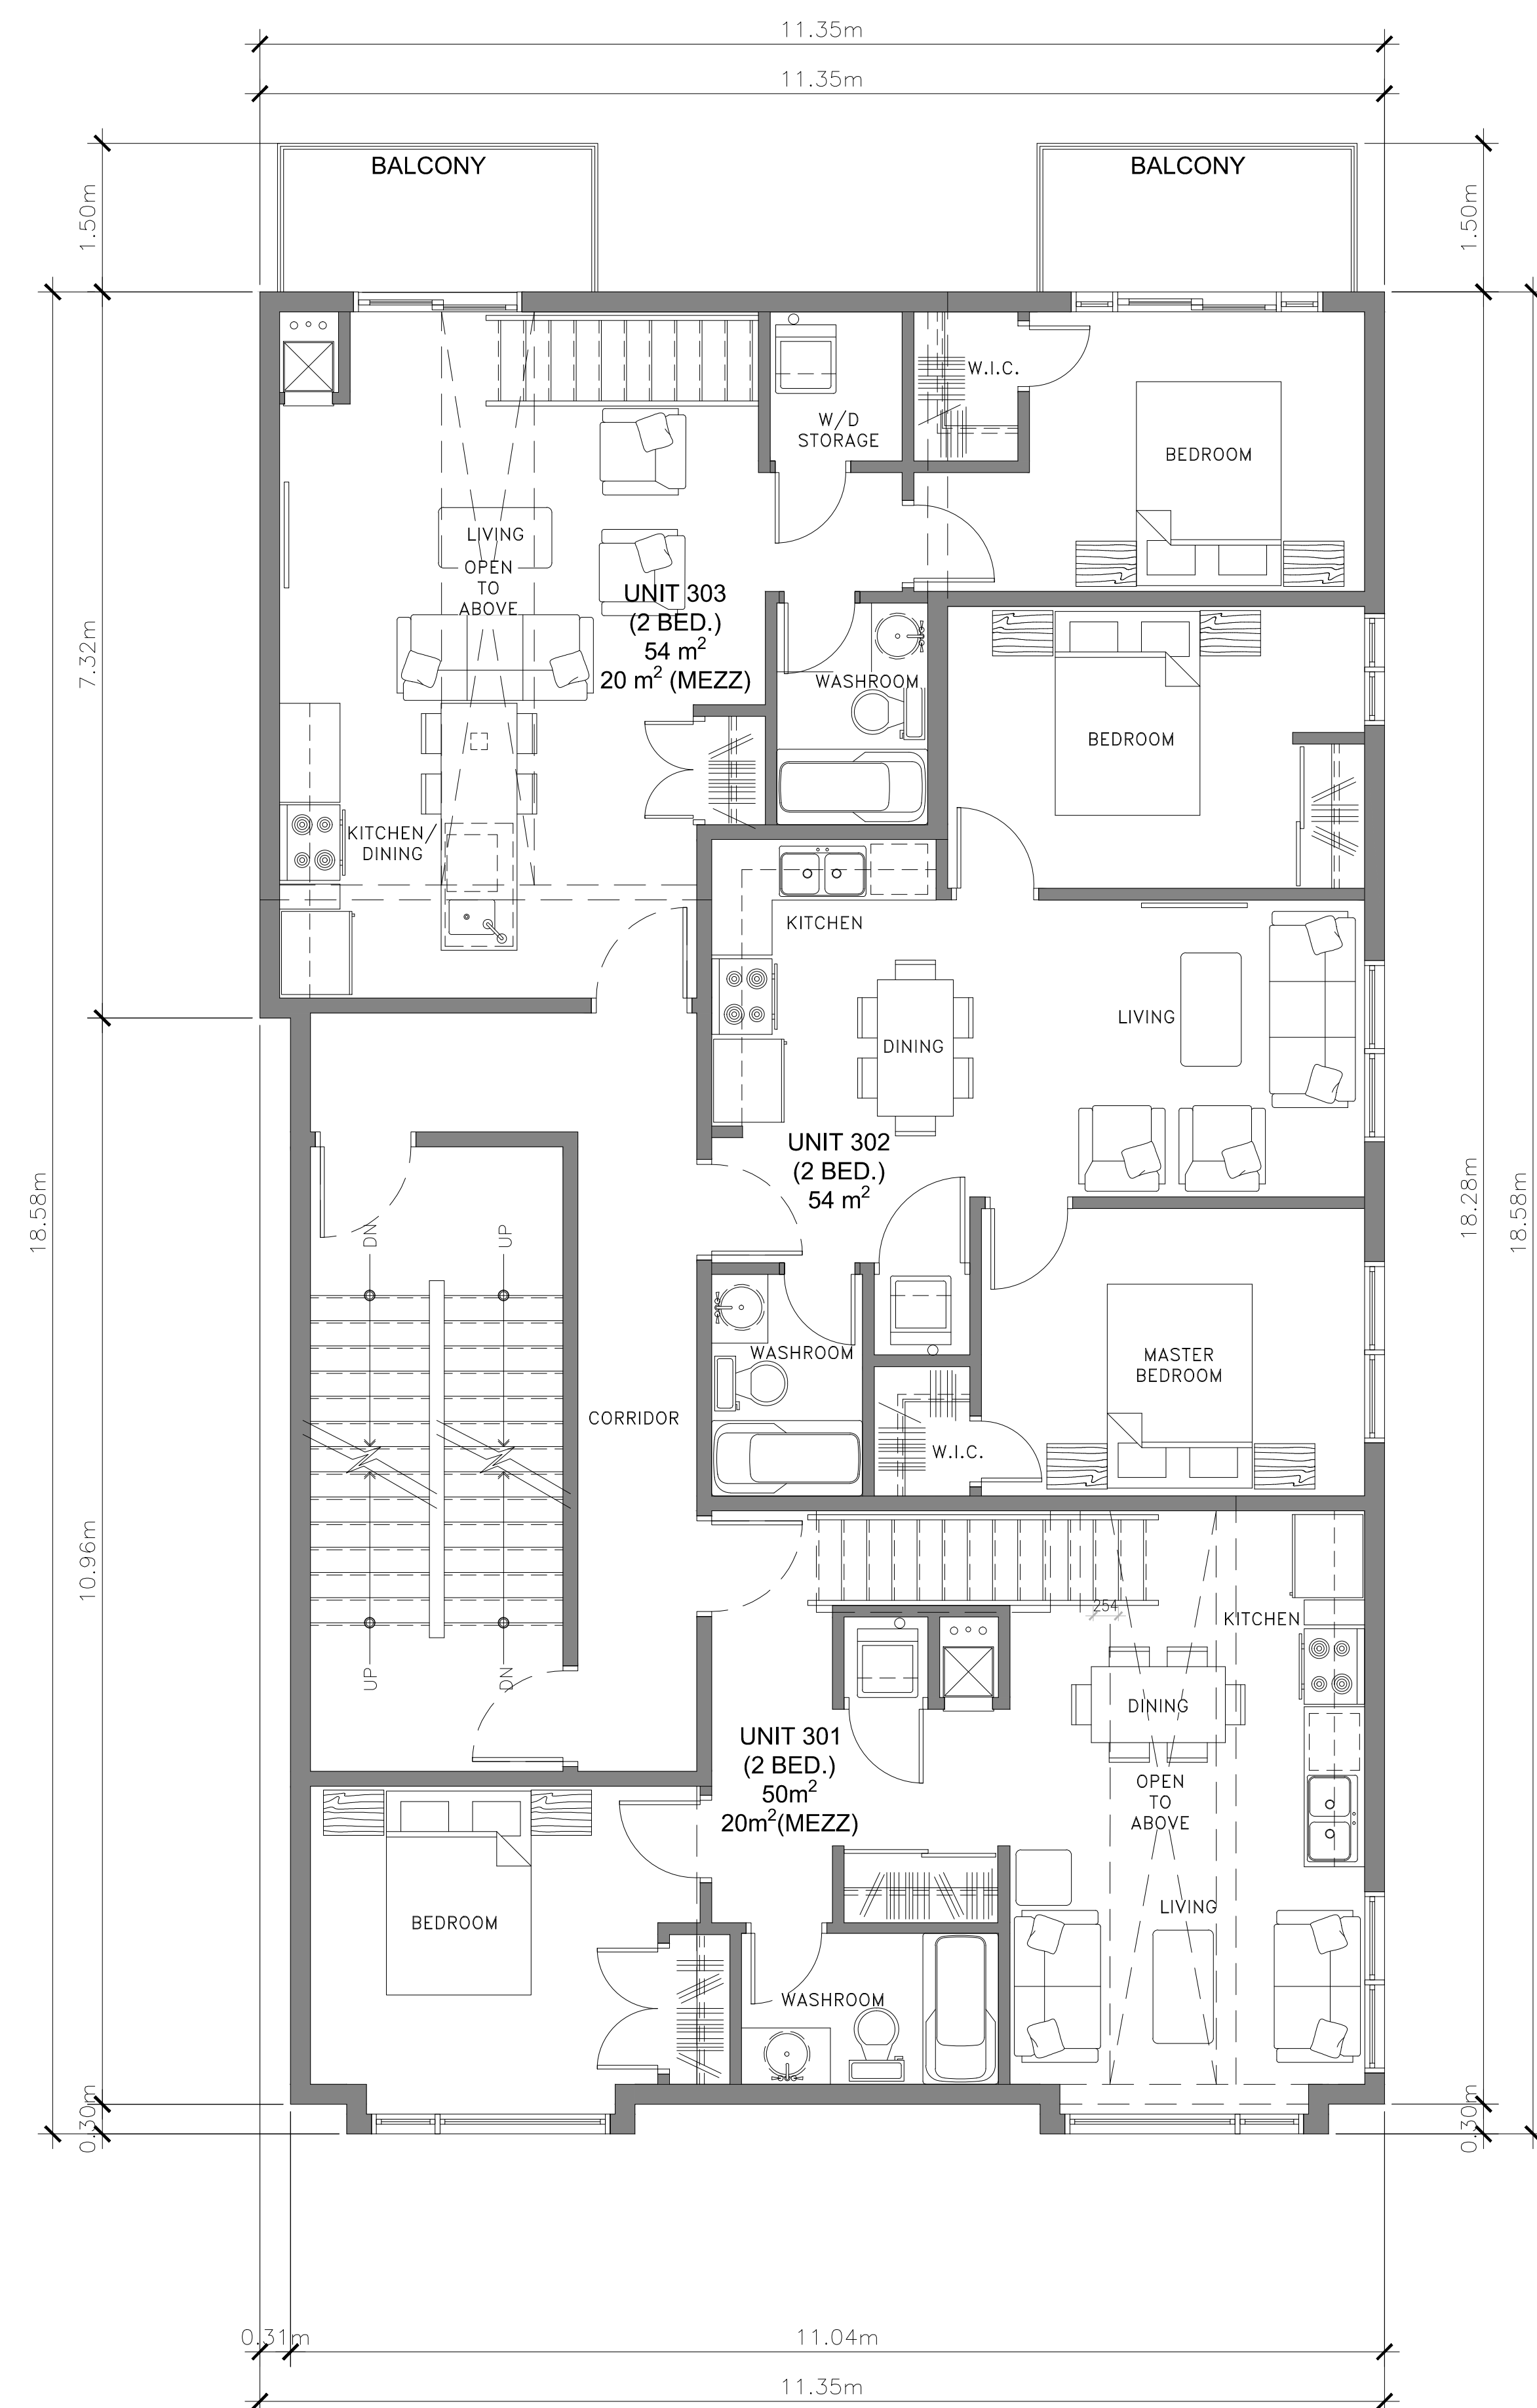 11.35m
11.35m
BALCONY
BALCONY
1.50m
1.50m
W.I.C.
W/D
STORAGE
BEDROOM
LIVING
OPEN
TO
ABOVE
UNIT 303
(2 BED.)
54 m²
20 m² (MEZZ)
7.32m
WASHROOM
BEDROOM
KITCHEN/
DINING
KITCHEN
LIVING
DINING
UNIT 302
(2 BED.)
54 m²
18.58m
18.28m
18.58m
DN
UP
WASHROOM
MASTER
BEDROOM
CORRIDOR
W.I.C.
10.96m
254
KITCHEN
UP
DN
DINING
UNIT 301
(2 BED.)
50m²
20m²(MEZZ)
OPEN
TO
ABOVE
LIVING
BEDROOM
WASHROOM
0.30m
0.30m
0.31m
11.04m
11.35m